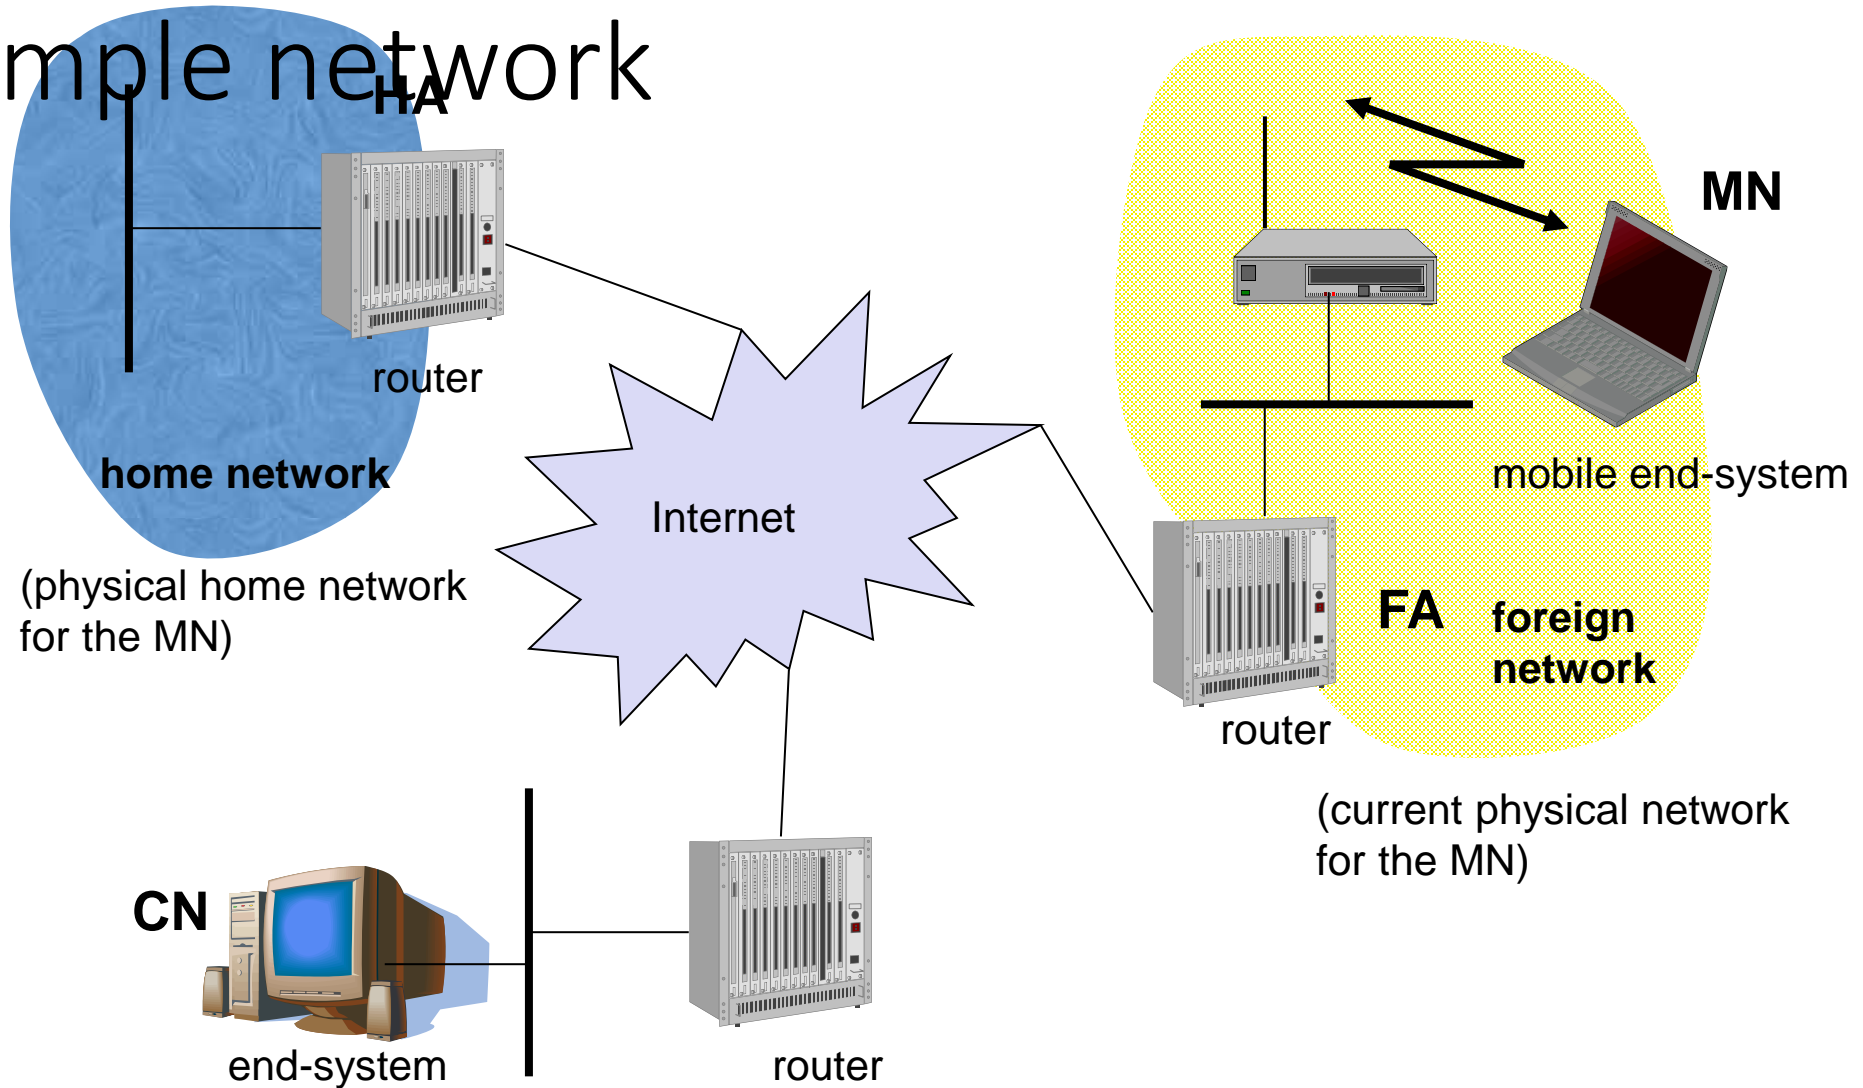 mple network
HA
MN
router
home network
Internet
mobile end-system
(physical home network
for the MN)
FA
foreign
network
router
(current physical network
for the MN)
CN
end-system
router